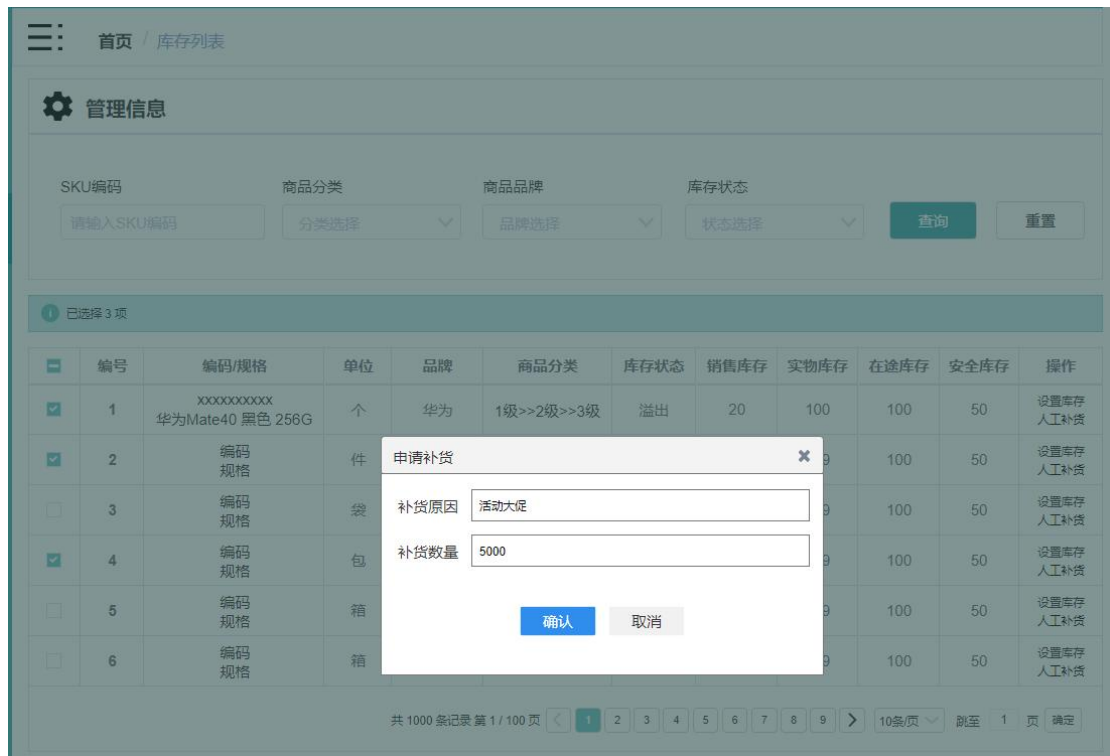 首页 / 库存列表
管理信息
SKU编码 商品分类 商品品牌 库存状态
请输入SKU编码 分类选择 品牌选择 状态选择 查询 重置
已选择 3 项
编号 编码/规格 单位 品牌 商品分类 库存状态 销售库存 实物库存 在途库存 安全库存 操作
1 XXXXXXXXXX 华为Mate40 黑色 256G 个 华为 1级>>2级>>3级 溢出 20 100 100 50 设置库存 人工补货
2 编码 规格 件 9 100 50 设置库存 人工补货
3 编码 规格 袋 9 100 50 设置库存 人工补货
4 编码 规格 包 9 100 50 设置库存 人工补货
5 编码 规格 箱 9 100 50 设置库存 人工补货
6 编码 规格 箱 9 100 50 设置库存 人工补货
申请补货
补货原因 活动大促
补货数量 5000
确认 取消
共 1000 条记录 第 1 / 100 页 1 2 3 4 5 6 7 8 9 10条/页 跳至 1 页 确定